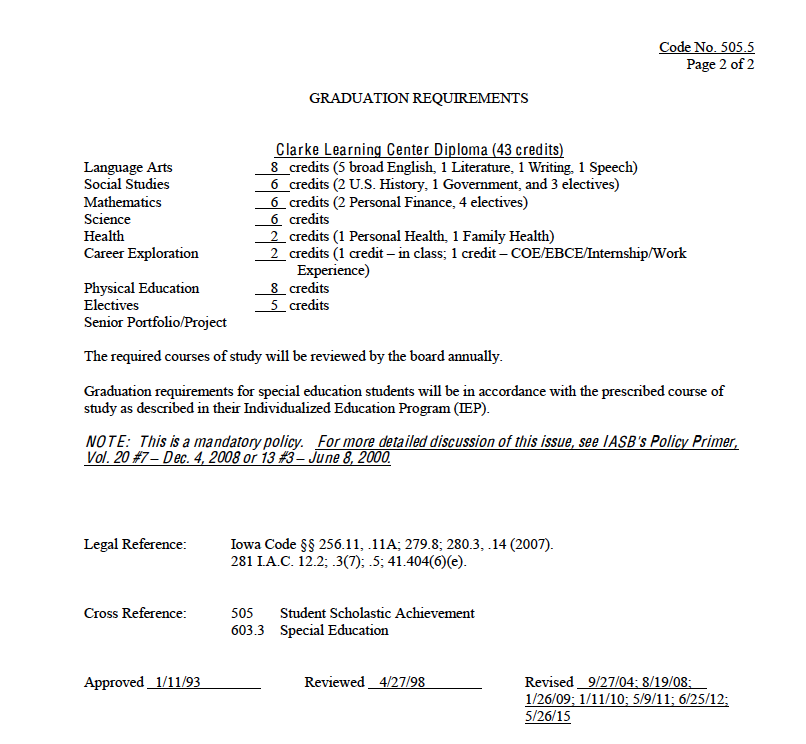 Code No. 505.5
Page 2 of 2
GRADUATION REQUIREMENTS
Clarke Learning Center Diploma (43 credits)
Language Arts 8 credits (5 broad English, 1 Literature, 1 Writing, 1 Speech)
Social Studies 6 credits (2 U.S. History, 1 Government, and 3 electives)
Mathematics 6 credits (2 Personal Finance, 4 electives)
Science 6 credits
Health 2 credits (1 Personal Health, 1 Family Health)
Career Exploration 2 credits (1 credit – in class; 1 credit – COE/EBCE/Internship/Work
Experience)
Physical Education 8 credits
Electives 5 credits
Senior Portfolio/Project
The required courses of study will be reviewed by the board annually.
Graduation requirements for special education students will be in accordance with the prescribed course of
study as described in their Individualized Education Program (IEP).
NOTE: This is a mandatory policy. For more detailed discussion of this issue, see IASB's Policy Primer,
Vol. 20 #7 – Dec. 4, 2008 or 13 #3 – June 8, 2000.
Legal Reference: Iowa Code §§ 256.11, .11A; 279.8; 280.3, .14 (2007).
281 I.A.C. 12.2; .3(7); .5; 41.404(6)(e).
Cross Reference: 505 Student Scholastic Achievement
603.3 Special Education
Approved 1/11/93 Reviewed 4/27/98 Revised 9/27/04; 8/19/08;
1/26/09; 1/11/10; 5/9/11; 6/25/12;
5/26/15